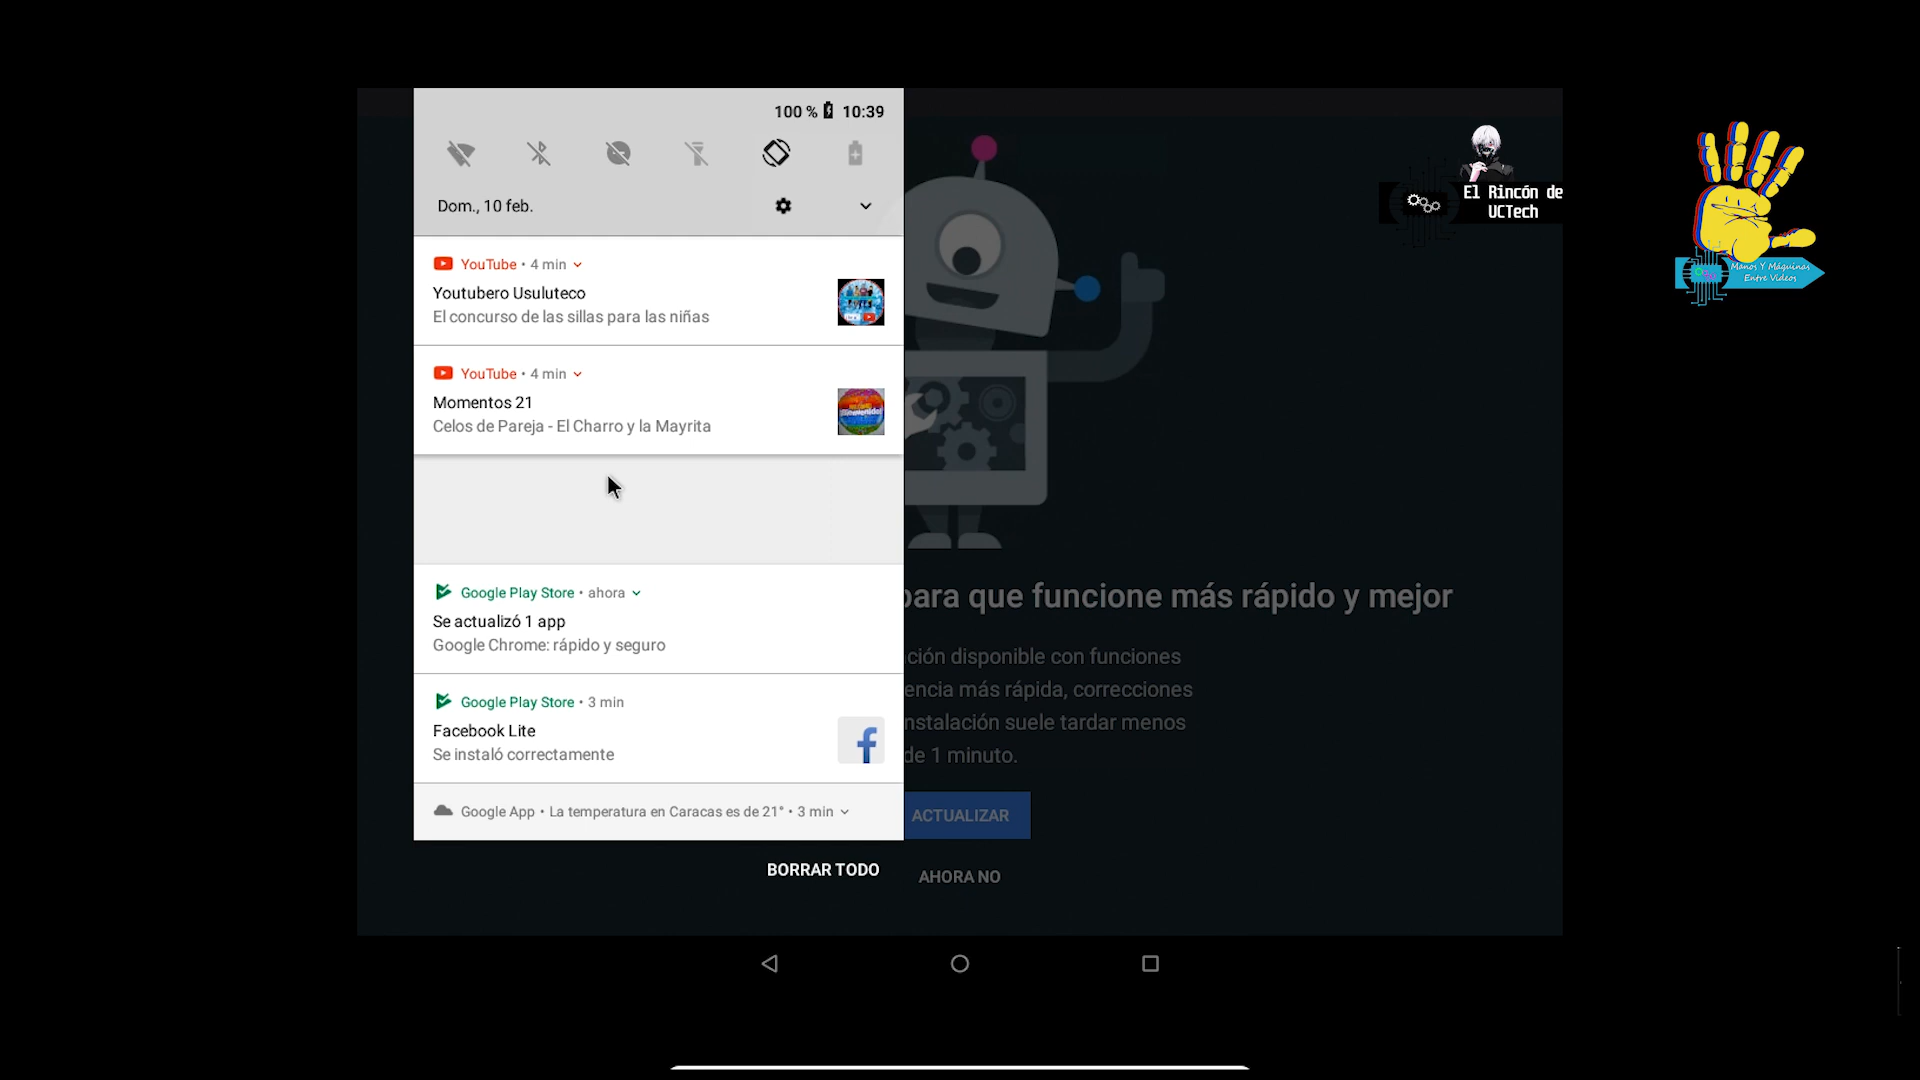 100 % 10:39
Dom., 10 feb.
YouTube • 4 min
Youtubero Usuluteco
El concurso de las sillas para las niñas
YouTube • 4 min
Momentos 21
Celos de Pareja - El Charro y la Mayrita
Google Play Store • ahora
Se actualizó 1 app
Google Chrome: rápido y seguro
Google Play Store • 3 min
Facebook Lite
Se instaló correctamente
Google App • La temperatura en Caracas es de 21° • 3 min
BORRAR TODO
para que funcione más rápido y mejor
ción disponible con funciones
encia más rápida, correcciones
nstalación suele tardar menos
de 1 minuto.
ACTUALIZAR
AHORA NO
El Rincón de
UCTech
Manos Y Máquinas
Entre Videos